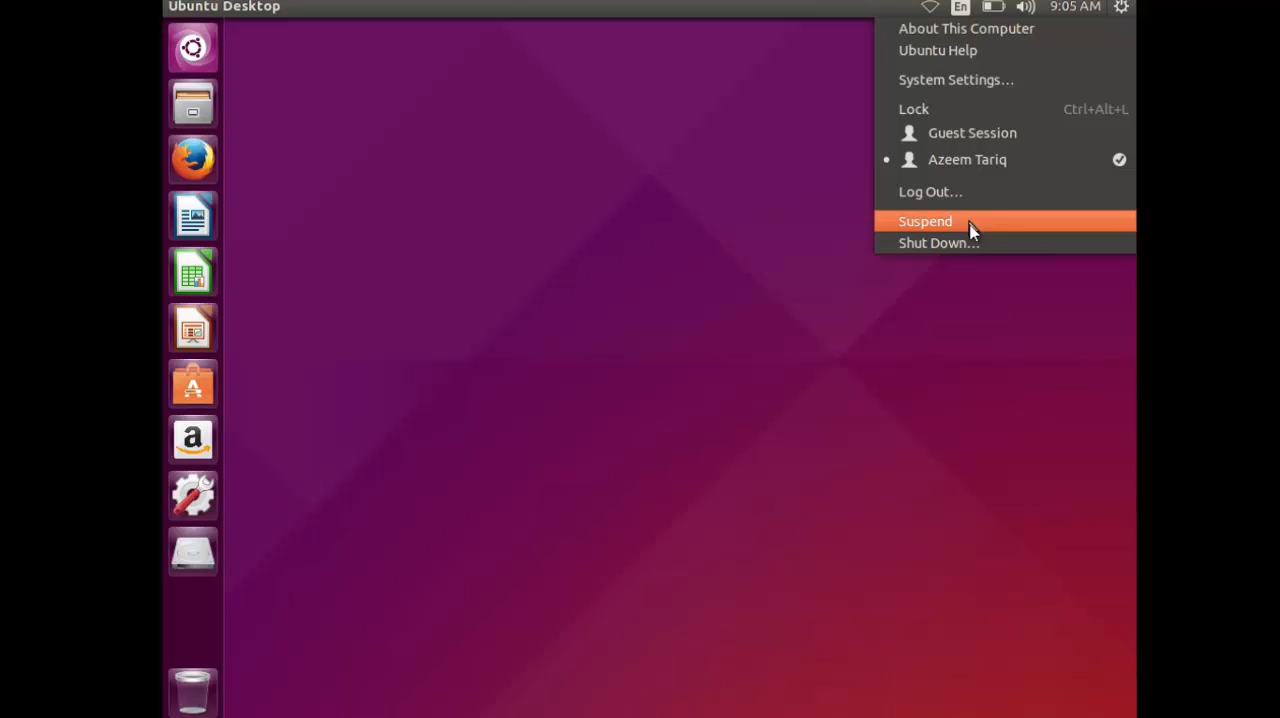 Ubuntu Desktop
En
9:05 AM
About This Computer
Ubuntu Help
System Settings...
Lock Ctrl+Alt+L
Guest Session
Azeem Tariq
Log Out...
Suspend
Shut Down...
A
a